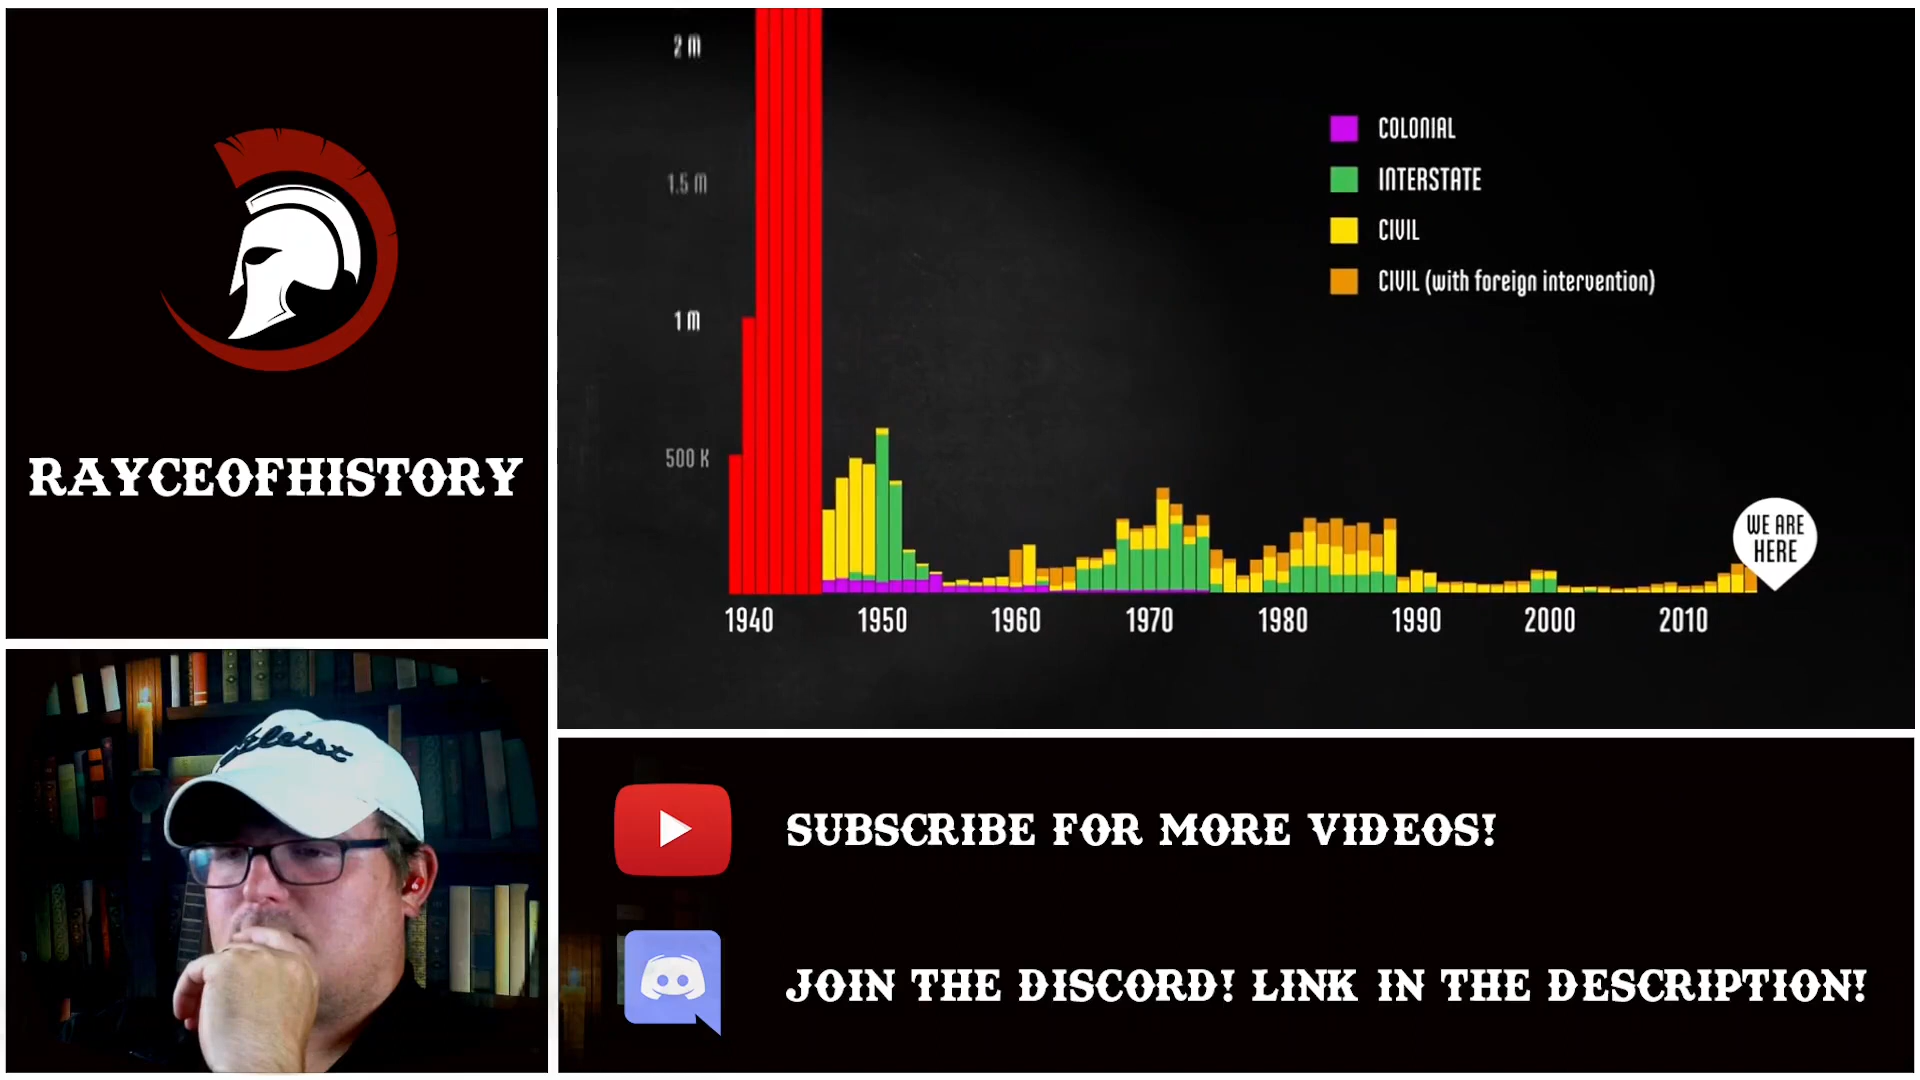 RAYCEOFHISTORY
2 M
1.5 M
1 M
500 K
COLONIAL
INTERSTATE
CIVIL
CIVIL (with foreign intervention)
WE ARE
HERE
1940 1950 1960 1970 1980 1990 2000 2010
Titleist
SUBSCRIBE FOR MORE VIDEOS!
JOIN THE DISCORD! LINK IN THE DESCRIPTION!